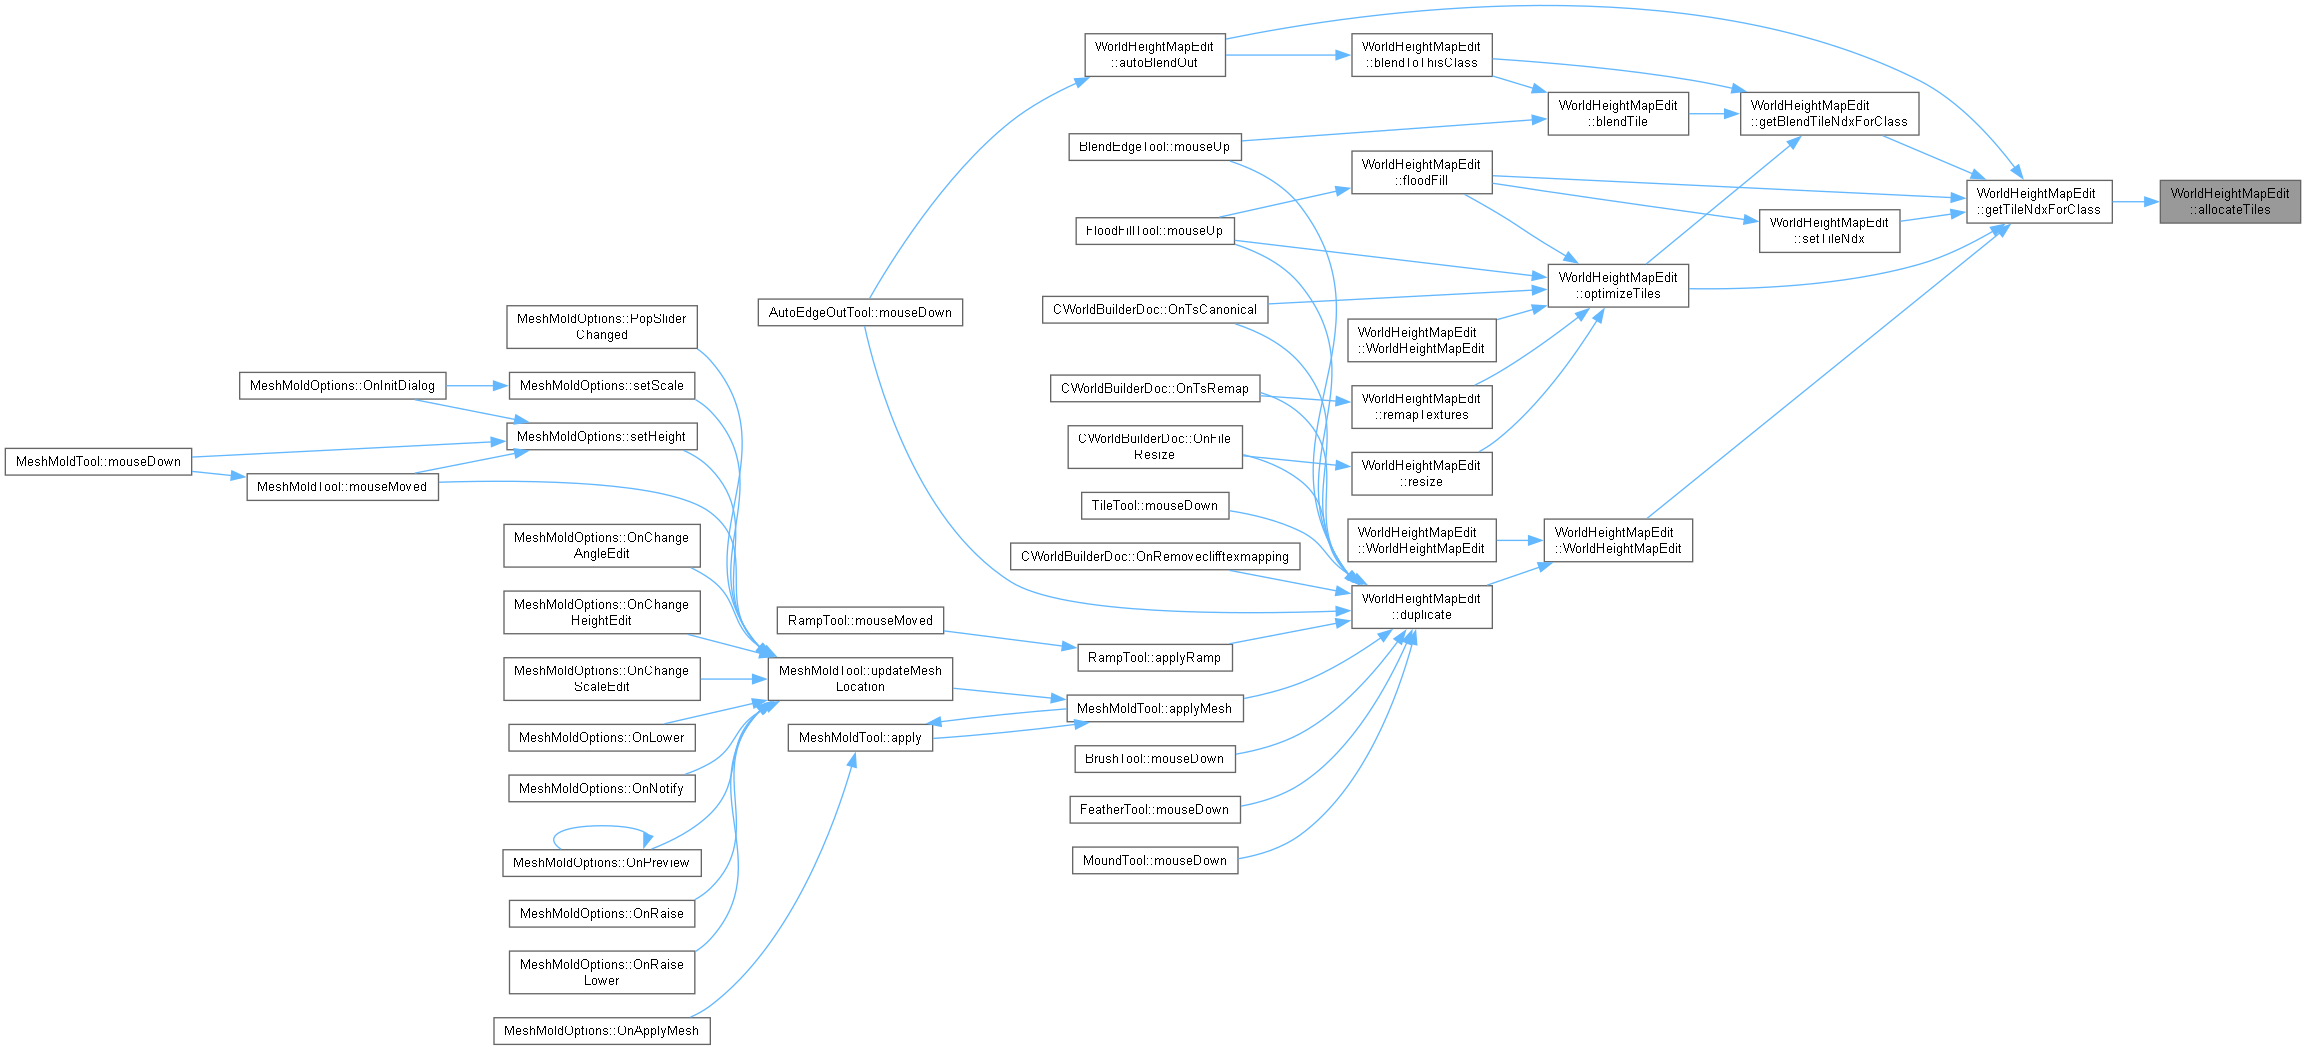 WorldHeightMapEdit
::allocateTiles
WorldHeightMapEdit
::getTileNdxForClass
WorldHeightMapEdit
::autoBlendOut
AutoEdgeOutTool::mouseDown
WorldHeightMapEdit
::blendToThisClass
WorldHeightMapEdit
::blendTile
WorldHeightMapEdit
::getBlendTileNdxForClass
BlendEdgeTool::mouseUp
WorldHeightMapEdit
::floodFill
FloodFillTool::mouseUp
WorldHeightMapEdit
::setTileNdx
WorldHeightMapEdit
::optimizeTiles
CWorldBuilderDoc::OnTsCanonical
WorldHeightMapEdit
::WorldHeightMapEdit
WorldHeightMapEdit
::remapTextures
CWorldBuilderDoc::OnTsRemap
WorldHeightMapEdit
::resize
CWorldBuilderDoc::OnFile
Resize
TileTool::mouseDown
WorldHeightMapEdit
::WorldHeightMapEdit
WorldHeightMapEdit
::WorldHeightMapEdit
CWorldBuilderDoc::OnRemoveclifftexmapping
WorldHeightMapEdit
::duplicate
RampTool::mouseMoved
RampTool::applyRamp
MeshMoldTool::applyMesh
MeshMoldTool::apply
BrushTool::mouseDown
FeatherTool::mouseDown
MoundTool::mouseDown
MeshMoldTool::updateMesh
Location
MeshMoldOptions::PopSlider
Changed
MeshMoldOptions::setScale
MeshMoldOptions::OnInitDialog
MeshMoldOptions::setHeight
MeshMoldTool::mouseDown
MeshMoldTool::mouseMoved
MeshMoldOptions::OnChange
AngleEdit
MeshMoldOptions::OnChange
HeightEdit
MeshMoldOptions::OnChange
ScaleEdit
MeshMoldOptions::OnLower
MeshMoldOptions::OnNotify
MeshMoldOptions::OnPreview
MeshMoldOptions::OnRaise
MeshMoldOptions::OnRaise
Lower
MeshMoldOptions::OnApplyMesh